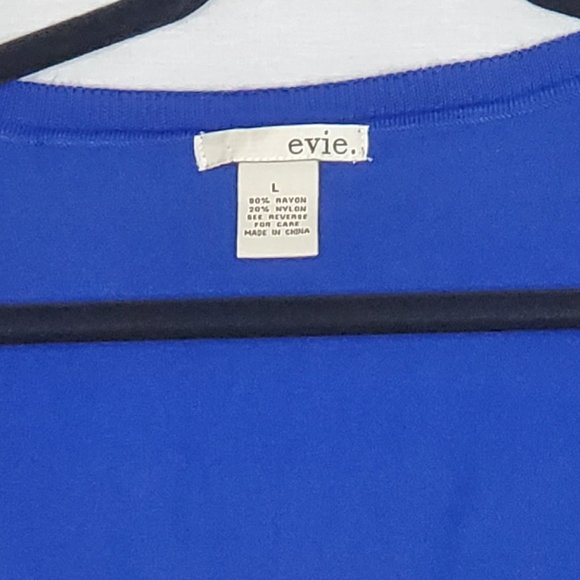 evie.
L
80% RAYON
20% NYLON
SEE REVERSE
FOR CARE
MADE IN CHINA